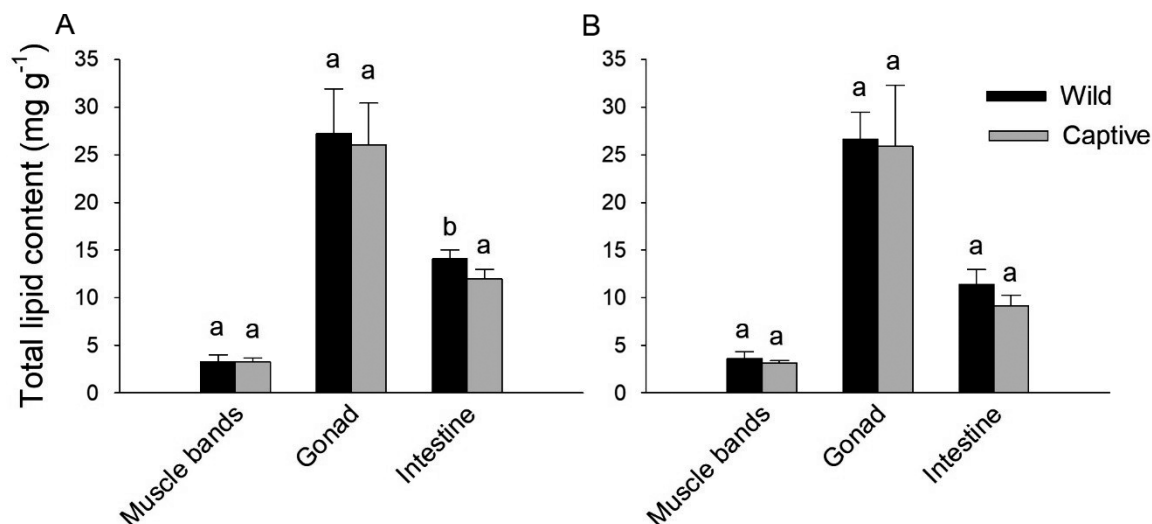 A
Total lipid content (mg g⁻¹)
35
30
25
20
15
10
5
0
a a
a a
b a
Muscle bands
Gonad
Intestine
B
35
30
25
20
15
10
5
0
a a
a a
a a
Muscle bands
Gonad
Intestine
Wild
Captive